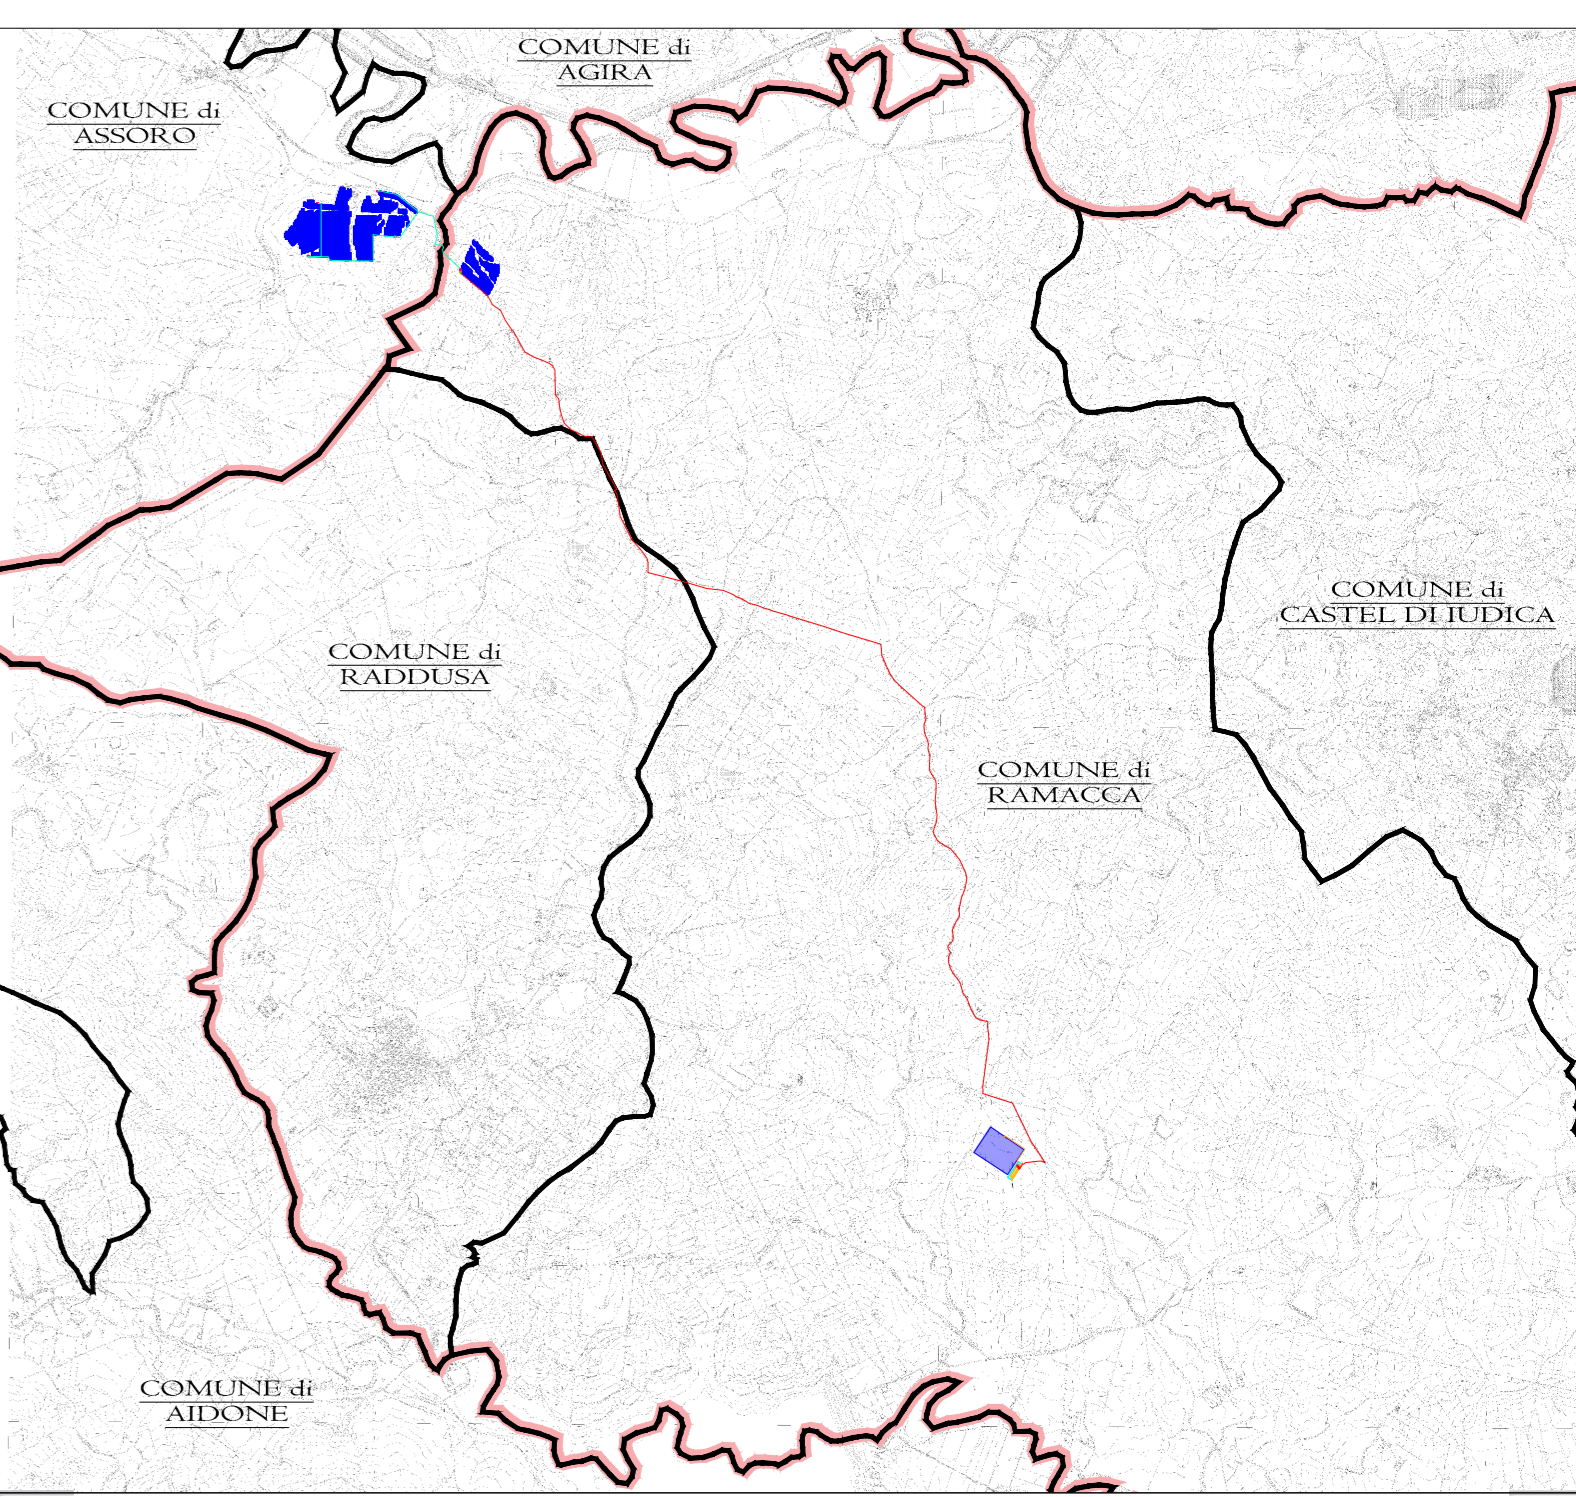 COMUNE di
AGIRA
COMUNE di
ASSORO
COMUNE di
CASTEL DI IUDICA
COMUNE di
RADDUSA
COMUNE di
RAMACCA
COMUNE di
AIDONE